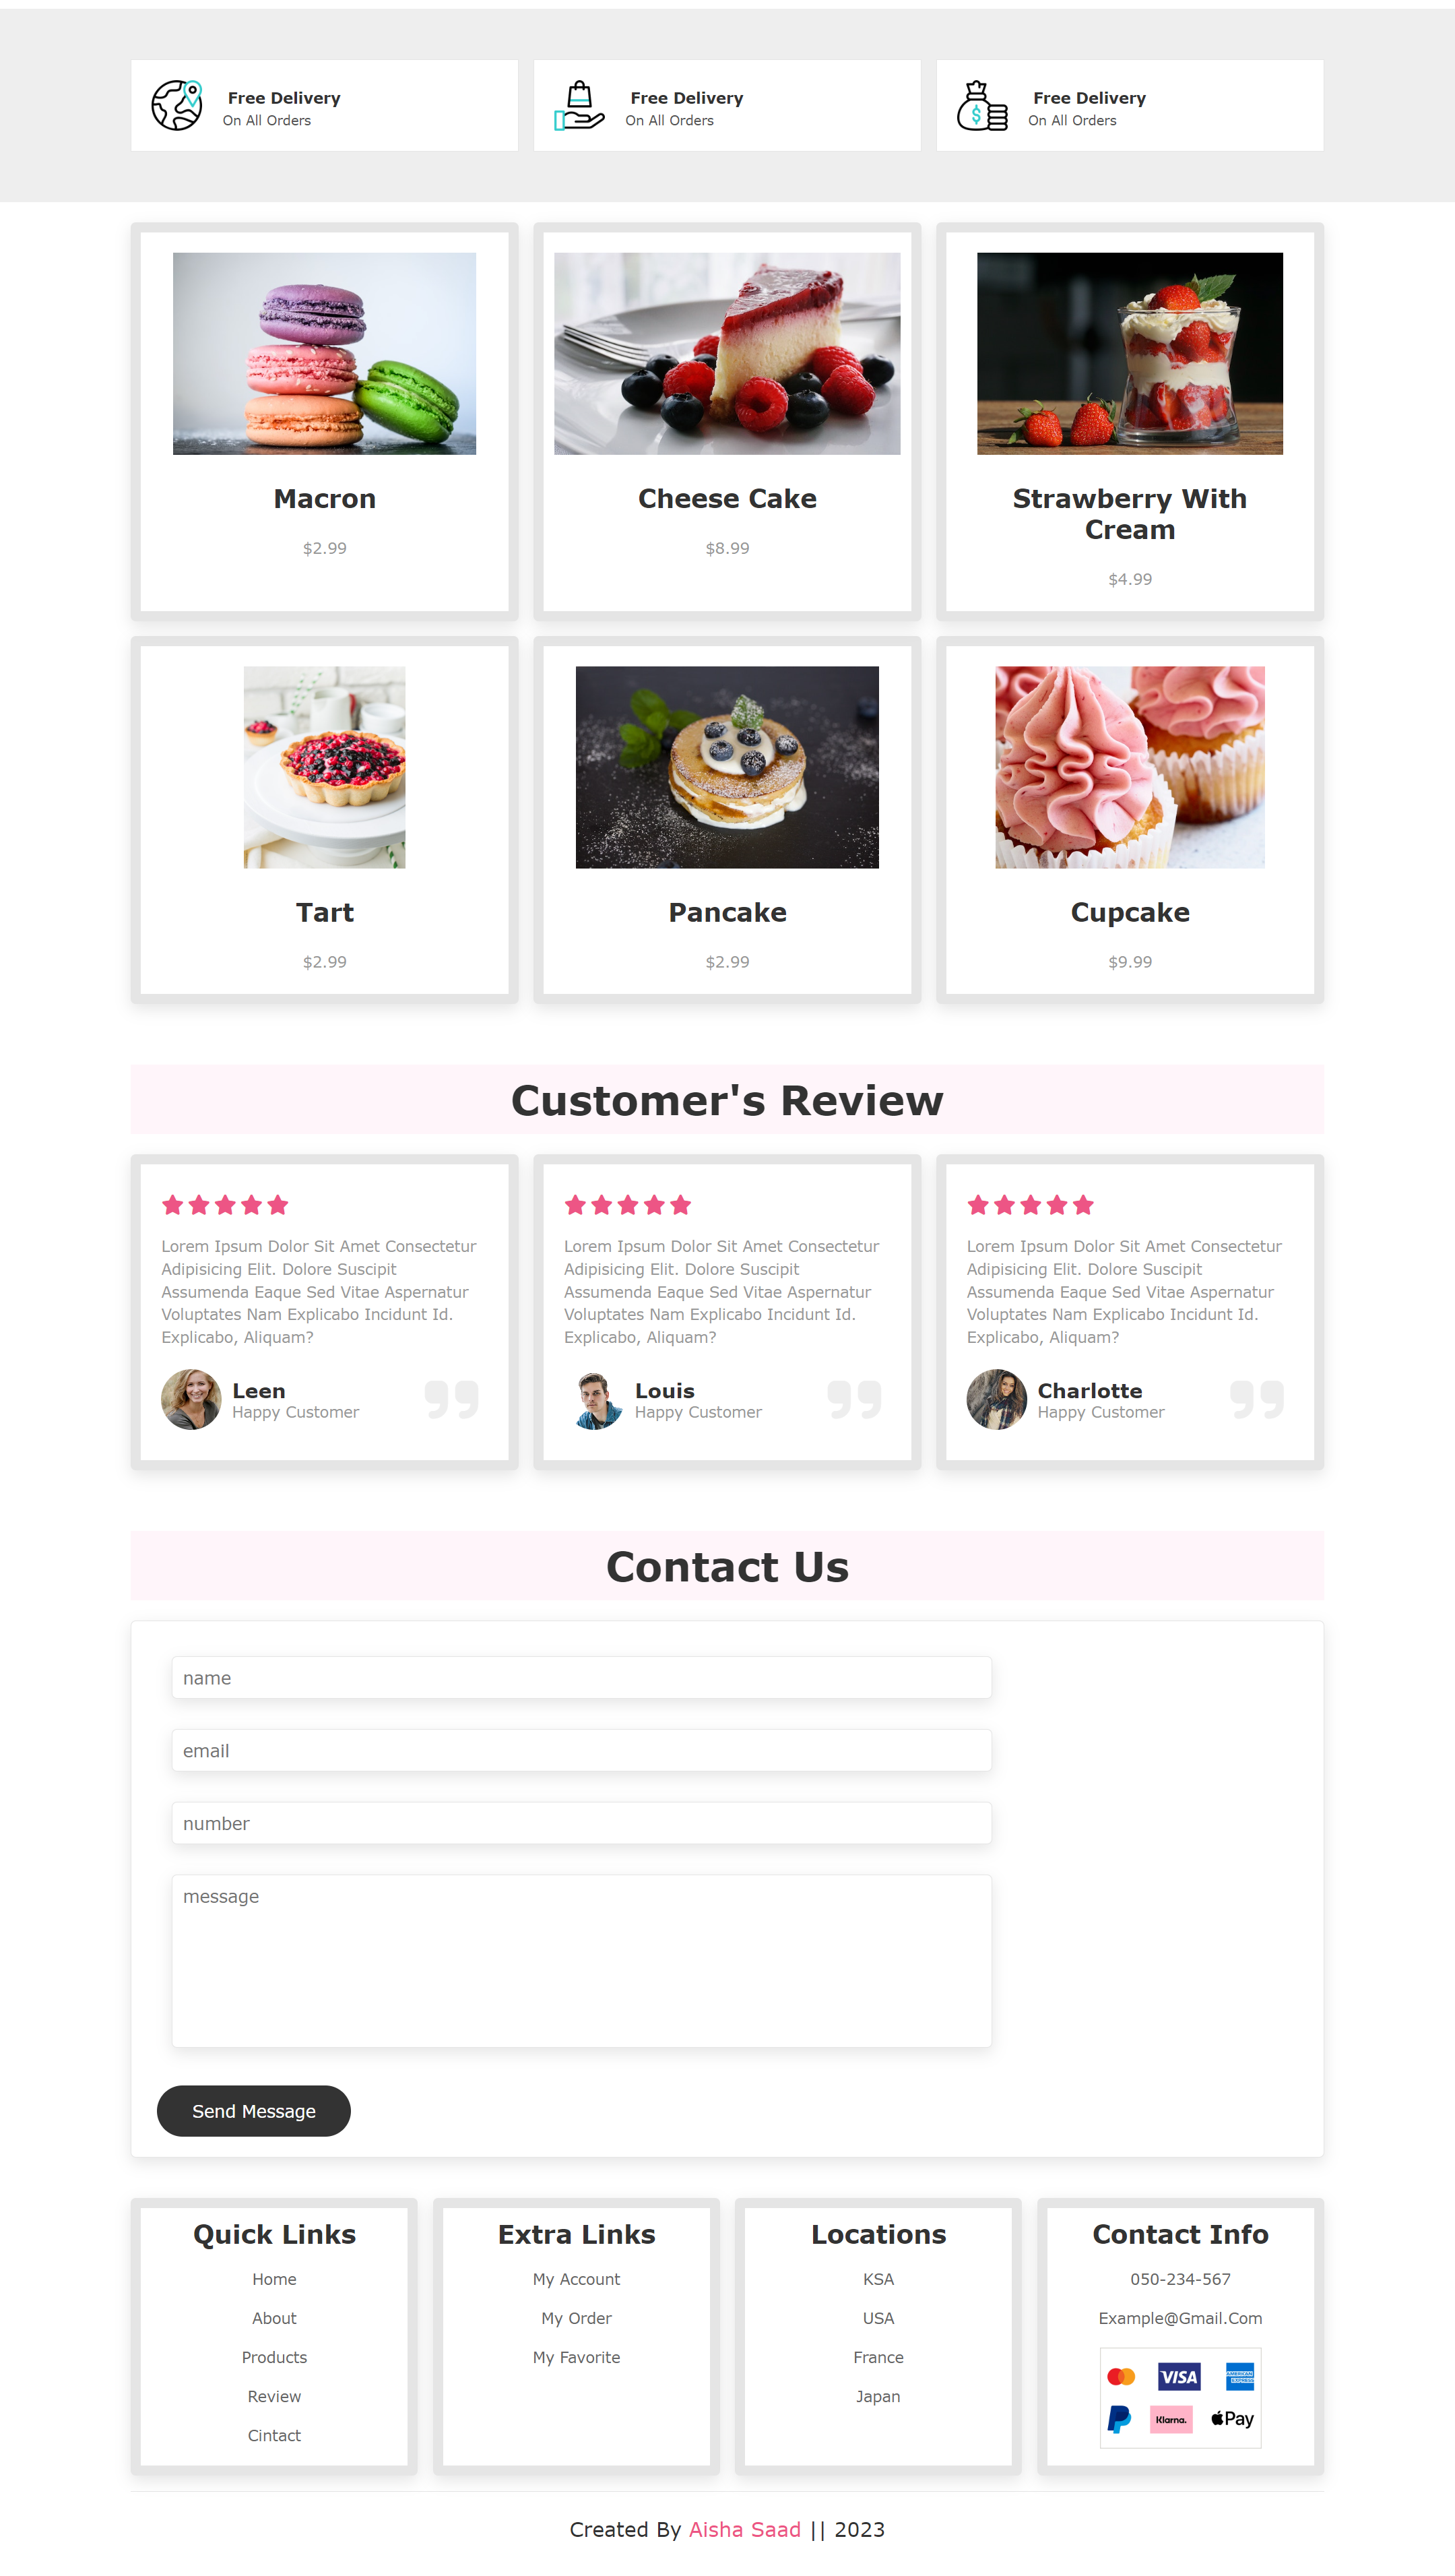 Free Delivery
On All Orders
Free Delivery
On All Orders
Free Delivery
On All Orders
Macron
$2.99
Cheese Cake
$8.99
Strawberry With
Cream
$4.99
Tart
$2.99
Pancake
$2.99
Cupcake
$9.99
Customer's Review
Lorem Ipsum Dolor Sit Amet Consectetur
Adipisicing Elit. Dolore Suscipit
Assumenda Eaque Sed Vitae Aspernatur
Voluptates Nam Explicabo Incidunt Id.
Explicabo, Aliquam?
Leen
Happy Customer
Lorem Ipsum Dolor Sit Amet Consectetur
Adipisicing Elit. Dolore Suscipit
Assumenda Eaque Sed Vitae Aspernatur
Voluptates Nam Explicabo Incidunt Id.
Explicabo, Aliquam?
Louis
Happy Customer
Lorem Ipsum Dolor Sit Amet Consectetur
Adipisicing Elit. Dolore Suscipit
Assumenda Eaque Sed Vitae Aspernatur
Voluptates Nam Explicabo Incidunt Id.
Explicabo, Aliquam?
Charlotte
Happy Customer
Contact Us
name
email
number
message
Send Message
Quick Links
Home
About
Products
Review
Cintact
Extra Links
My Account
My Order
My Favorite
Locations
KSA
USA
France
Japan
Contact Info
050-234-567
Example@Gmail.Com
VISA
AMERICAN
EXPRESS
Klarna.
Pay
Created By Aisha Saad || 2023